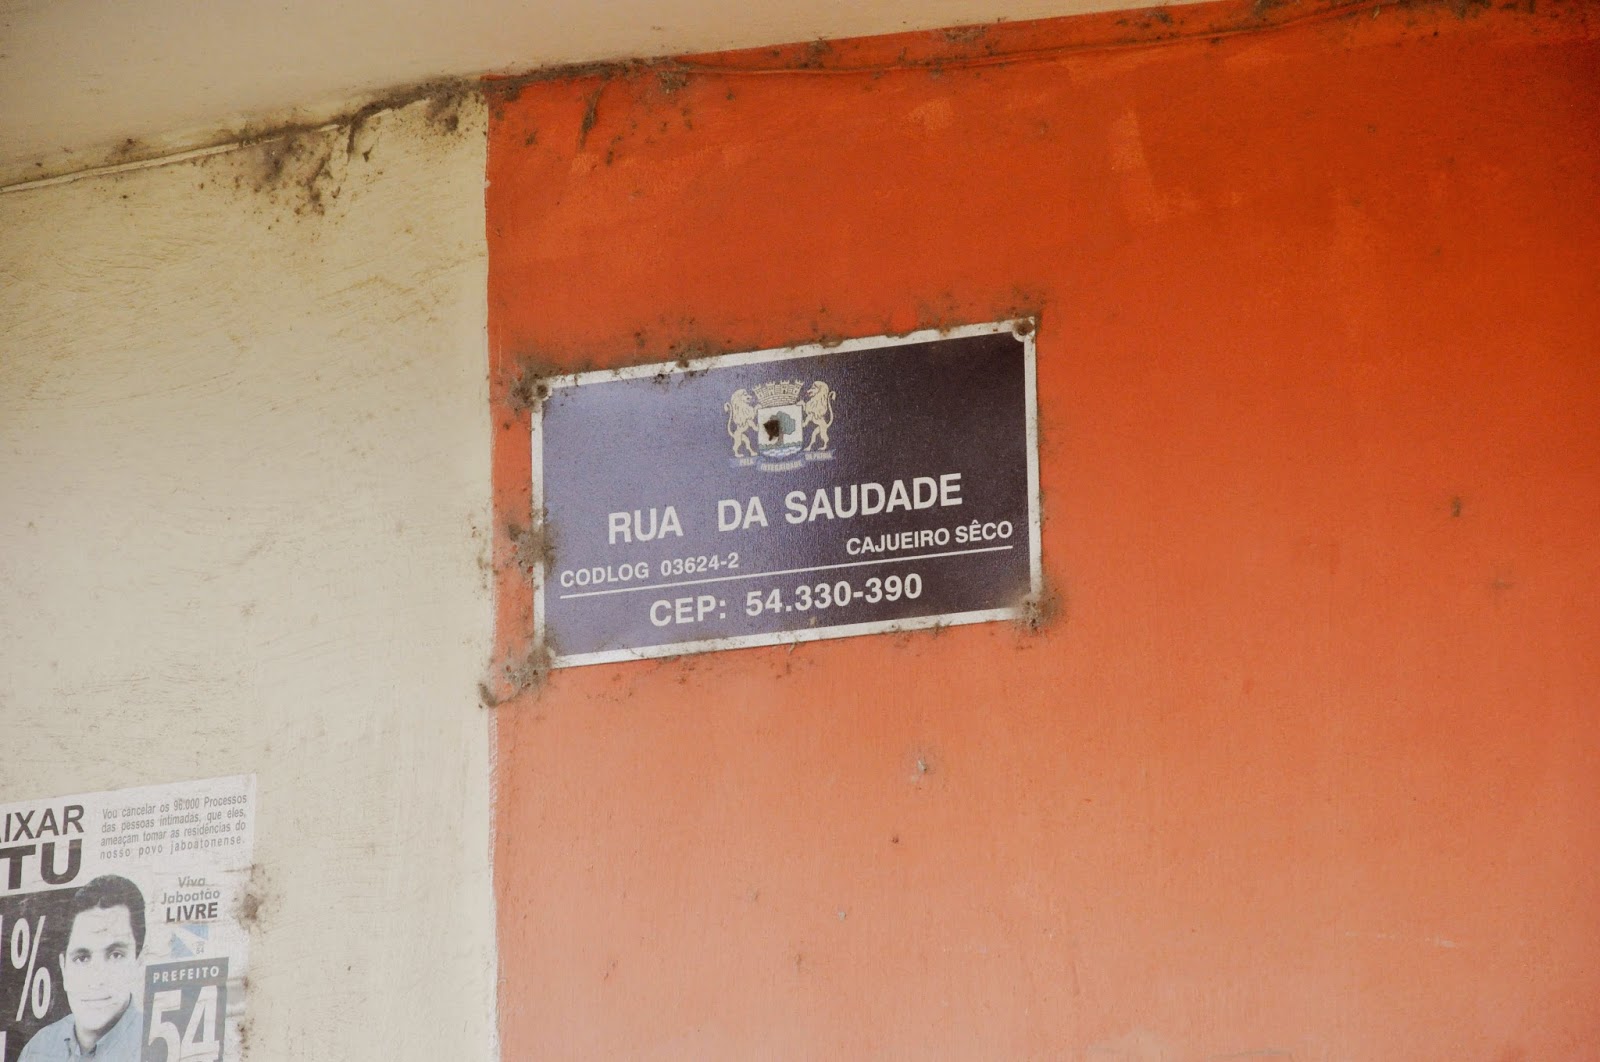 RUA DA SAUDADE
CAJUEIRO SÊCO
CODLOG 03624-2
CEP: 54.330-390
AIXAR
TU
Vou cancelar os 96.000 Processos
das pessoas intimadas, que eles,
ameaçam tomar as residências do
nosso povo jaboatonense.
%
Viva
Jaboatão
LIVRE
PREFEITO
54